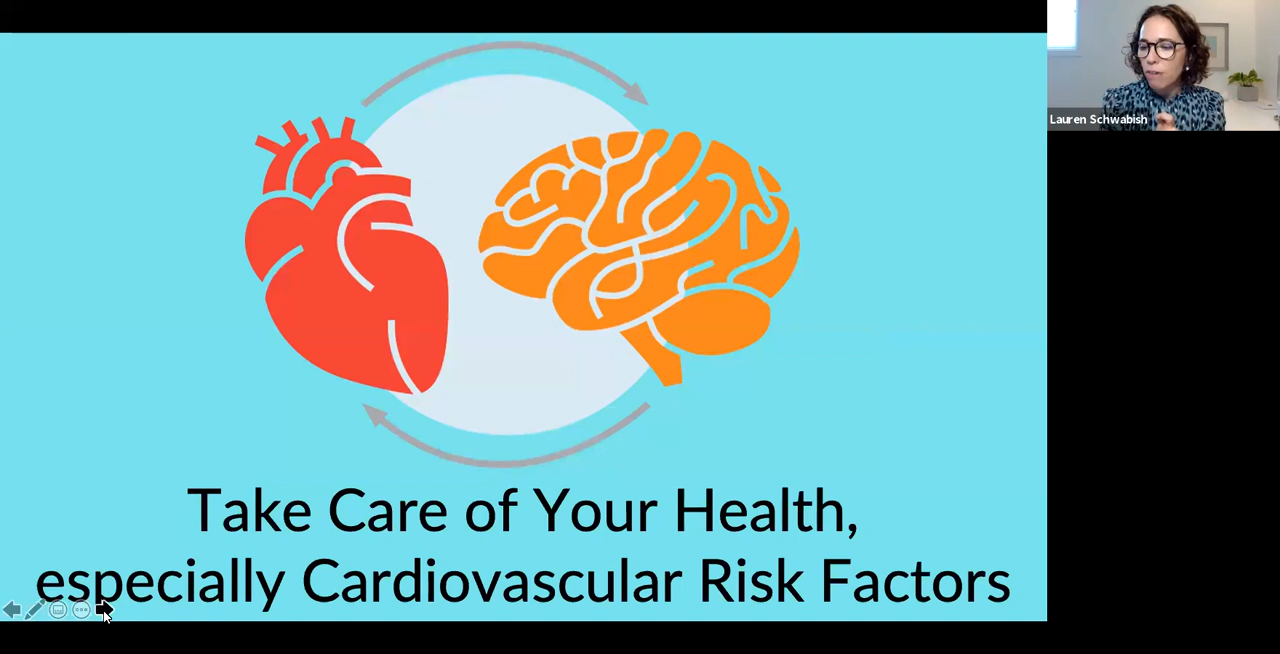 Lauren Schwabish
Take Care of Your Health,
especially Cardiovascular Risk Factors